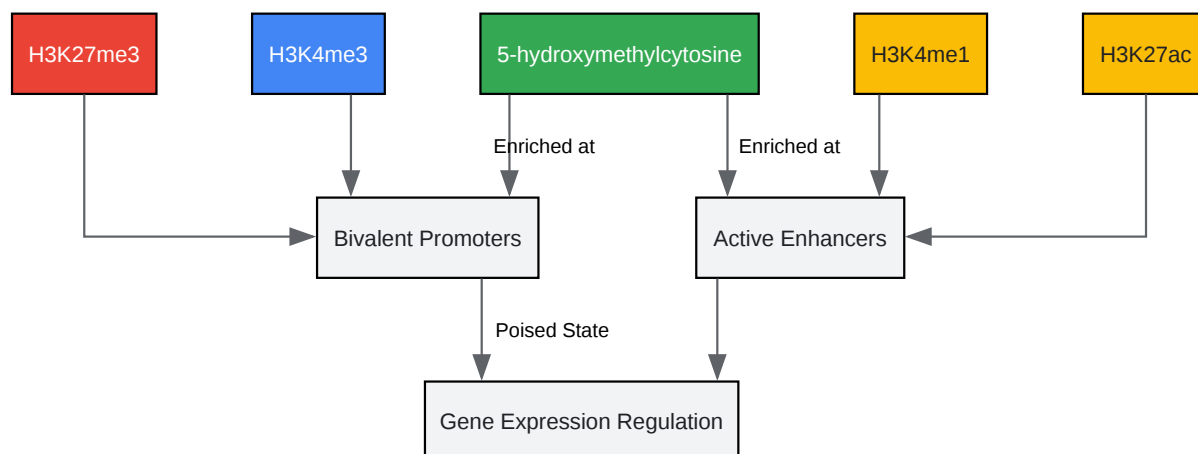 H3K27me3
H3K4me3
5-hydroxymethylcytosine
H3K4me1
H3K27ac
Enriched at
Enriched at
Bivalent Promoters
Active Enhancers
Poised State
Gene Expression Regulation